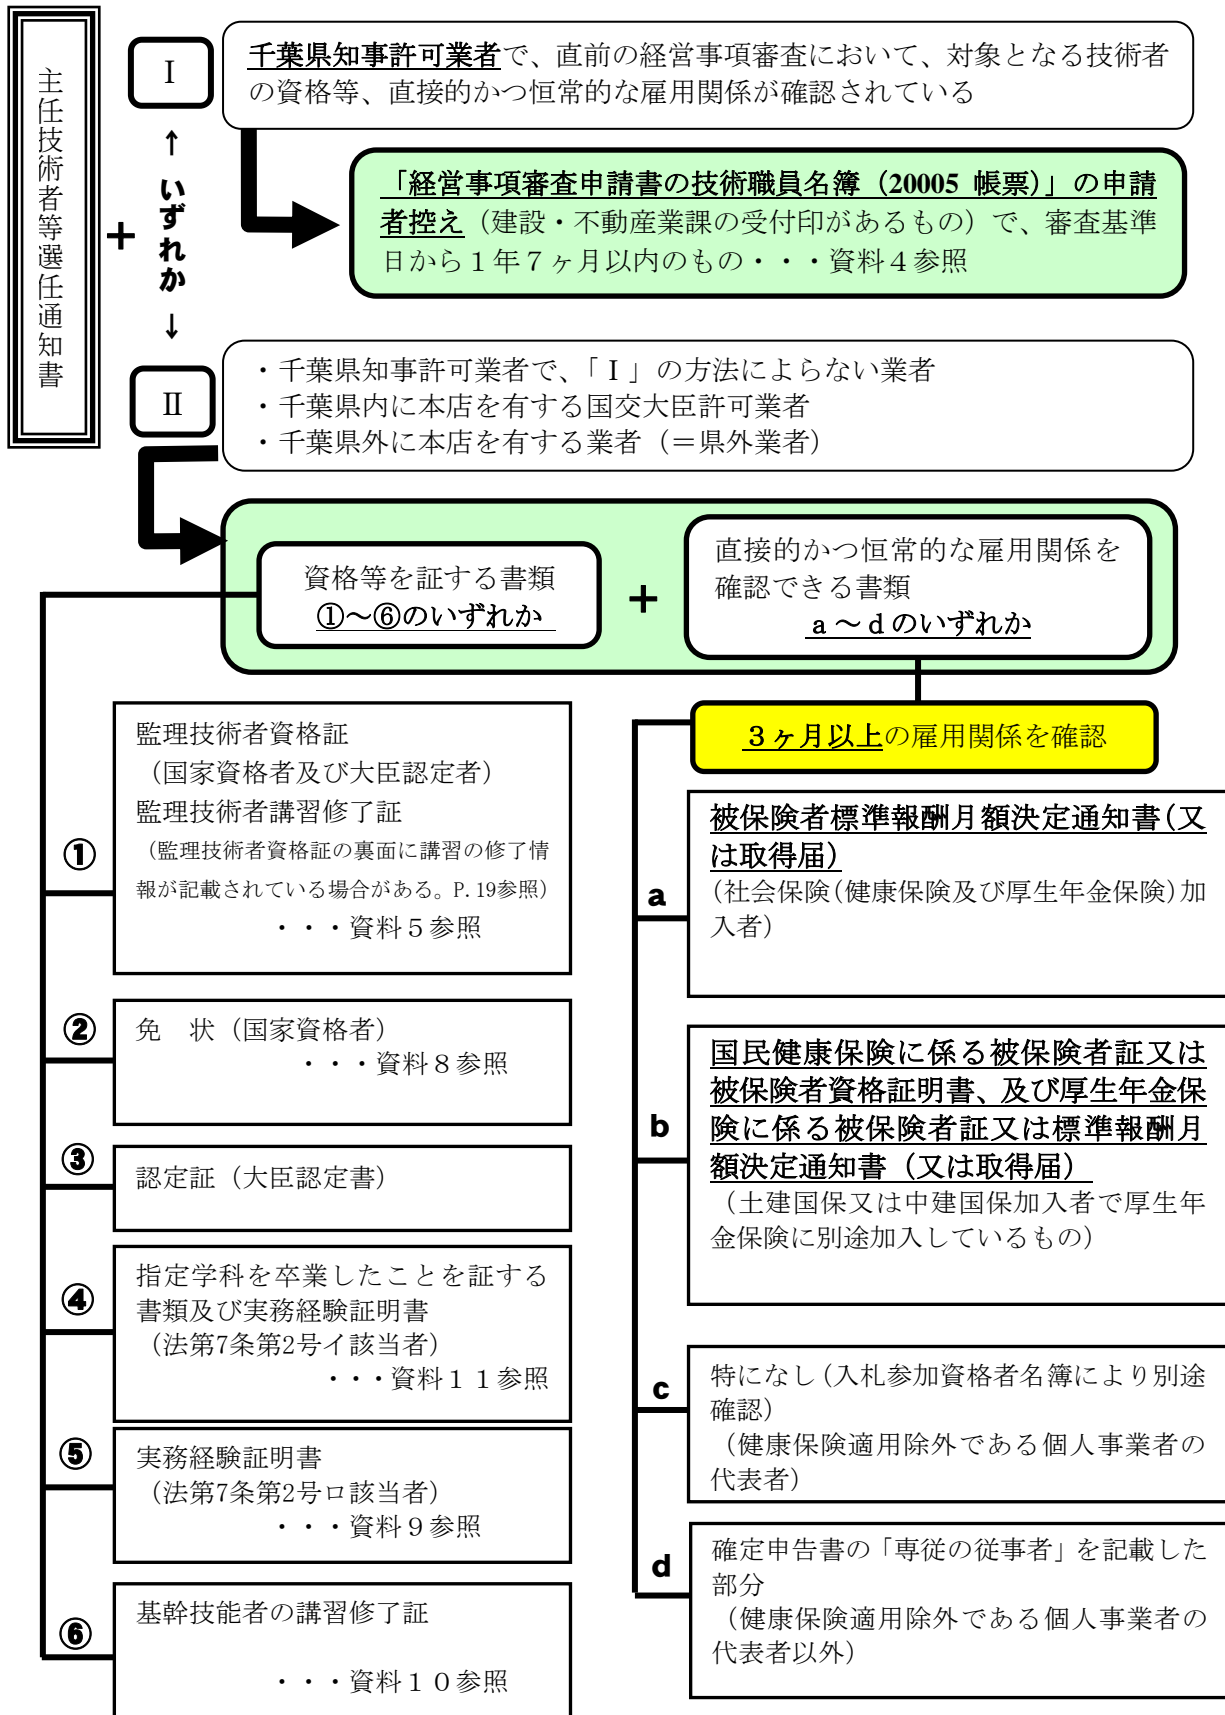 主任技術者等選任通知書
＋
Ⅰ
↑
いずれか
↓
Ⅱ
千葉県知事許可業者で、直前の経営事項審査において、対象となる技術者
の資格等、直接的かつ恒常的な雇用関係が確認されている
「経営事項審査申請書の技術職員名簿（20005 帳票）」の申請
者控え（建設・不動産業課の受付印があるもの）で、審査基準
日から１年７ヶ月以内のもの・・・資料４参照
・千葉県知事許可業者で、「Ⅰ」の方法によらない業者
・千葉県内に本店を有する国交大臣許可業者
・千葉県外に本店を有する業者（＝県外業者）
資格等を証する書類
①～⑥のいずれか
＋
直接的かつ恒常的な雇用関係を
確認できる書類
ａ～ｄのいずれか
①
監理技術者資格証
（国家資格者及び大臣認定者）
監理技術者講習修了証
（監理技術者資格証の裏面に講習の修了情
報が記載されている場合がある。P.19参照）
・・・資料５参照
②
免　状（国家資格者）
・・・資料８参照
③
認定証（大臣認定書）
④
指定学科を卒業したことを証する
書類及び実務経験証明書
（法第7条第2号イ該当者）
・・・資料１１参照
⑤
実務経験証明書
（法第7条第2号ロ該当者）
・・・資料９参照
⑥
基幹技能者の講習修了証
・・・資料１０参照
３ヶ月以上の雇用関係を確認
a
被保険者標準報酬月額決定通知書(又
は取得届)
(社会保険(健康保険及び厚生年金保険)加
入者)
b
国民健康保険に係る被保険者証又は
被保険者資格証明書、及び厚生年金保
険に係る被保険者証又は標準報酬月
額決定通知書（又は取得届）
（土建国保又は中建国保加入者で厚生年
金保険に別途加入しているもの）
c
特になし(入札参加資格者名簿により別途
確認)
（健康保険適用除外である個人事業者の
代表者）
d
確定申告書の「専従の従事者」を記載した
部分
（健康保険適用除外である個人事業者の
代表者以外）